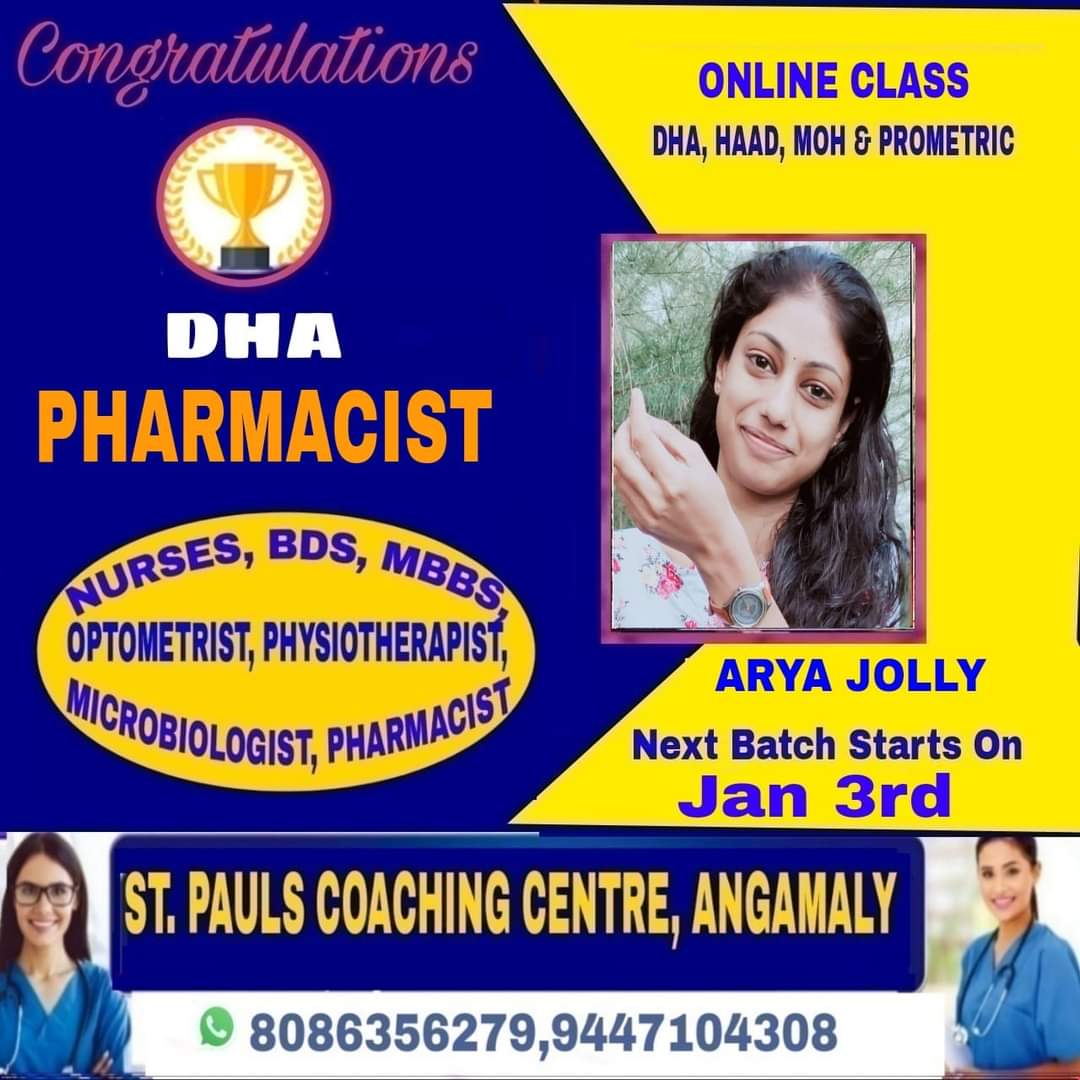 Congratulations
DHA
PHARMACIST
NURSES, BDS, MBBS,
OPTOMETRIST, PHYSIOTHERAPIST,
MICROBIOLOGIST, PHARMACIST
ONLINE CLASS
DHA, HAAD, MOH & PROMETRIC
ARYA JOLLY
Next Batch Starts On
Jan 3rd
ST. PAULS COACHING CENTRE, ANGAMALY
8086356279,9447104308